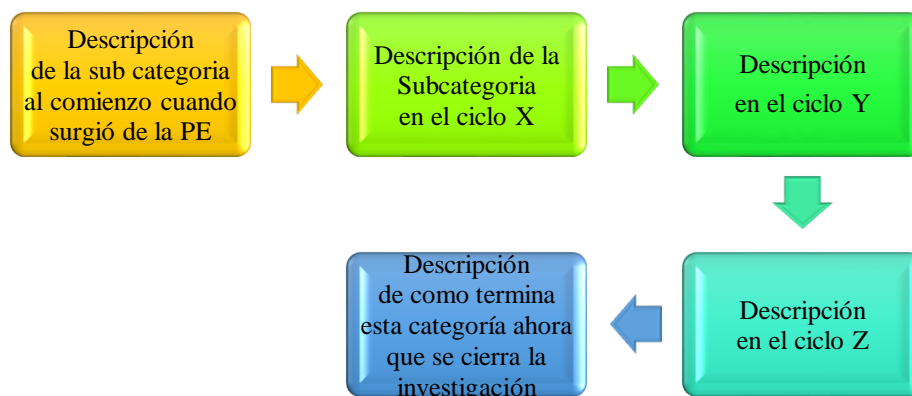 Descripción
de la sub categoria
al comienzo cuando
surgió de la PE
Descripción de la
Subcategoria
en el ciclo X
Descripción
en el ciclo Y
Descripción
en el ciclo Z
Descripción
de como termina
esta categoría ahora
que se cierra la
investigación